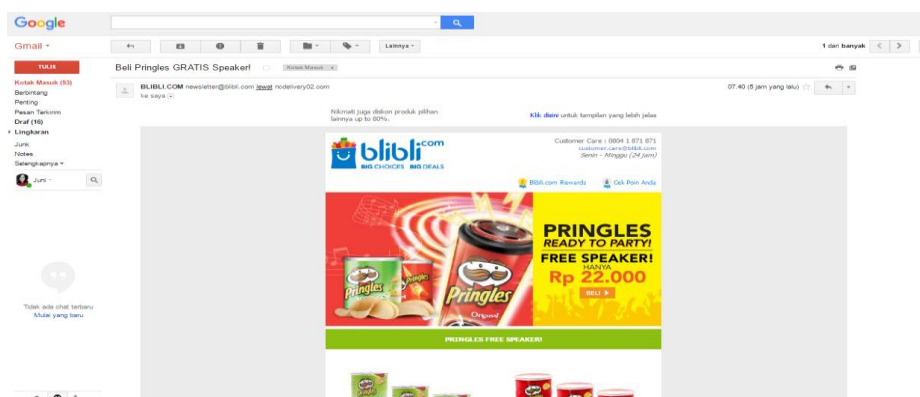 Google
Gmail
Lainnya
1 dari banyak
TULIS
Beli Pringles GRATIS Speaker!
Kotak Masuk x
Kotak Masuk (53)
Berbintang
Penting
Pesan Terkirim
Draf (16)
Lingkaran
Junk
Notes
Selengkapnya
Juni
Tidak ada chat terbaru
Mulai yang baru
BLIBLI.COM newsletter@blibli.com lewat nodelivery02.com
ke saya
07.40 (5 jam yang lalu)
Nikmati juga diskon produk pilihan
lainnya up to 80%.
Klik disini untuk tampilan yang lebih jelas
blibli.com
BIG CHOICES BIG DEALS
Customer Care : 0804 1 871 871
customer.care@blibli.com
Senin - Minggu (24 Jam)
Blibli.com Rewards
Cek Poin Anda
Pringles
Pringles
Pringles
Original
PRINGLES
READY TO PARTY!
FREE SPEAKER!
HANYA
Rp 22.000
BELI
PRINGLES FREE SPEAKER!